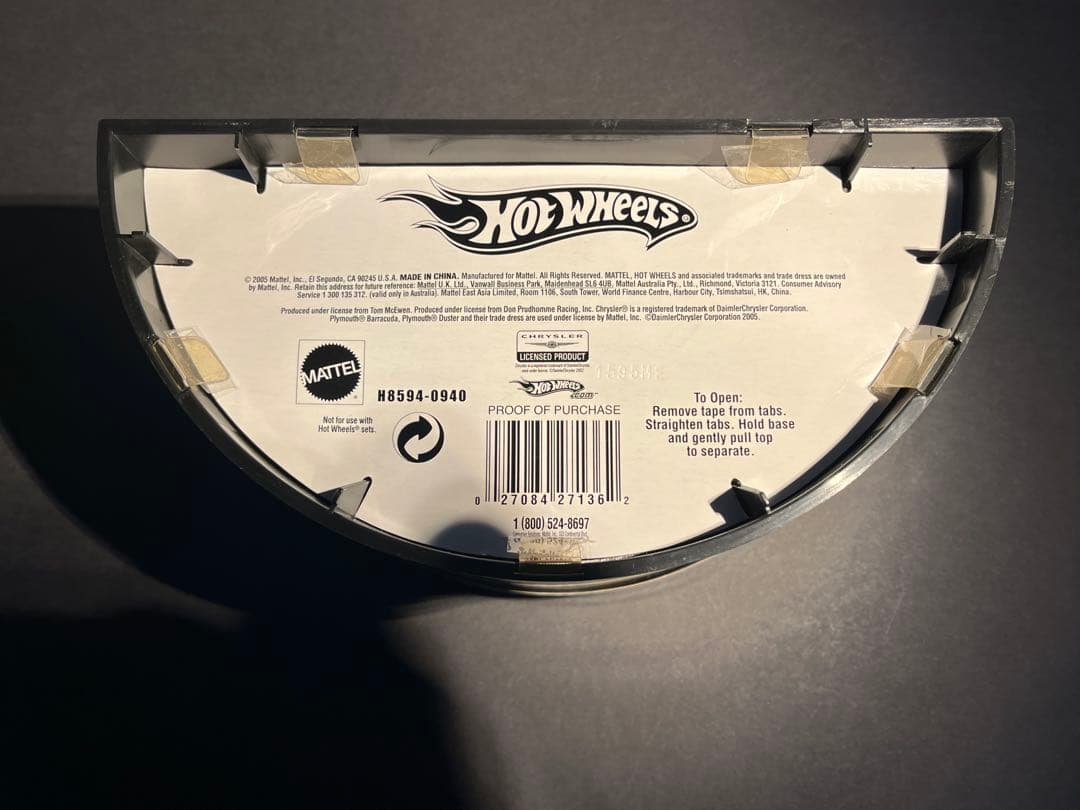 Hot Wheels®
© 2005 Mattel, Inc., El Segundo, CA 90245 U.S.A. MADE IN CHINA. Manufactured for Mattel. All Rights Reserved. MATTEL, HOT WHEELS and associated trademarks and trade dress are owned
by Mattel, Inc. Retain this address for future reference: Mattel U.K. Ltd., Vanwall Business Park, Maidenhead SL6 4UB. Mattel Australia Pty., Ltd., Richmond, Victoria 3121. Consumer Advisory
Service 1 300 135 312. (valid only in Australia). Mattel East Asia Limited, Room 1106, South Tower, World Finance Centre, Harbour City, Tsimshatsui, HK, China.
Produced under license from Tom McEwen. Produced under license from Don Prudhomme Racing, Inc. Chrysler® is a registered trademark of DaimlerChrysler Corporation.
Plymouth® Barracuda, Plymouth® Duster and their trade dress are used under license by Mattel, Inc. ©DaimlerChrysler Corporation 2005.
MATTEL
H8594-0940
Not for use with
Hot Wheels® sets.
CHRYSLER
LICENSED PRODUCT
Hot Wheels
.com™
PROOF OF PURCHASE
0 27084 27136 2
1 (800) 524-8697
To Open:
Remove tape from tabs.
Straighten tabs. Hold base
and gently pull top
to separate.